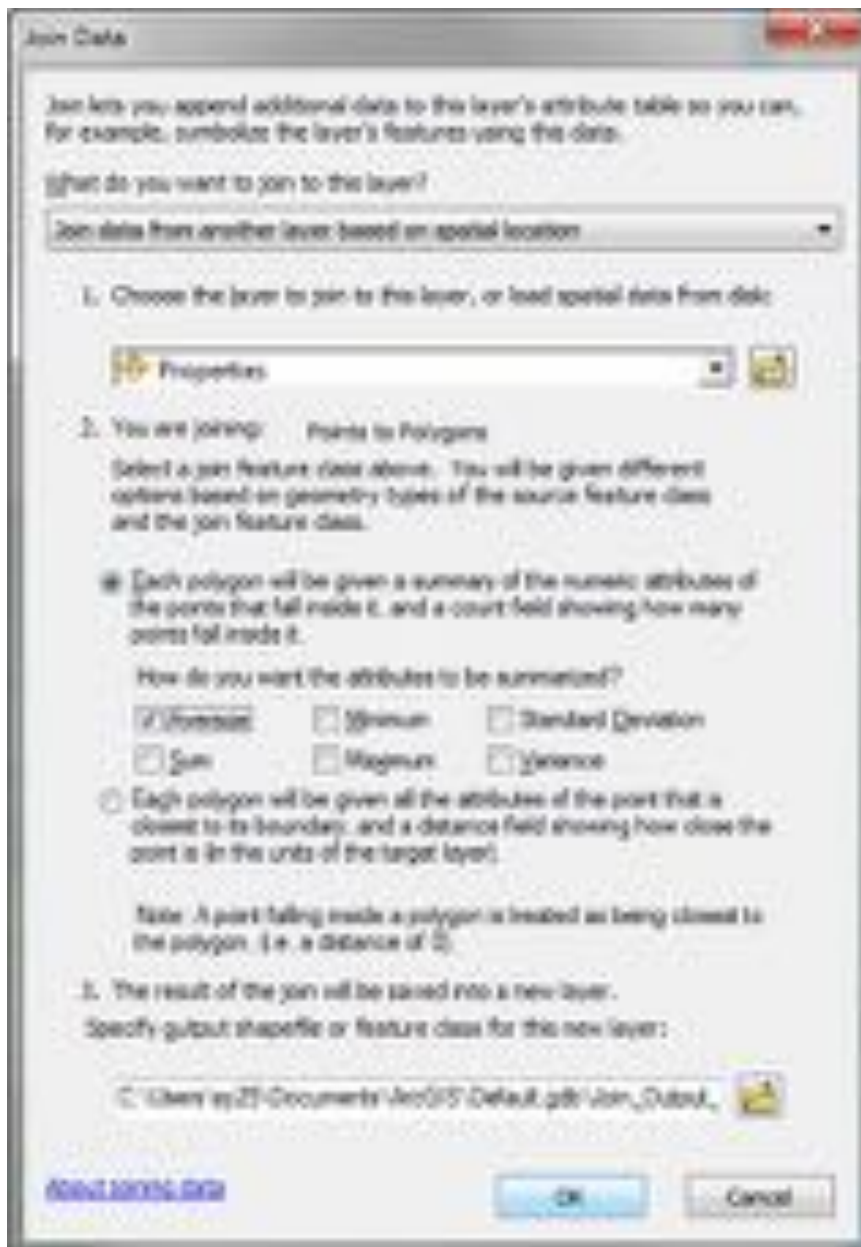 Join Data
Join lets you append additional data to this layer's attribute table so you can,
for example, symbolize the layer's features using this data.
What do you want to join to this layer?
Join data from another layer based on spatial location
1. Choose the layer to join to this layer, or load spatial data from disk:
Properties
2. You are joining: Points to Polygons
Select a join feature class above. You will be given different
options based on geometry types of the source feature class
and the join feature class.
Each polygon will be given a summary of the numeric attributes of
the points that fall inside it, and a count field showing how many
points fall inside it.
How do you want the attributes to be summarized?
Average Minimum Standard Deviation
Sum Maximum Variance
Each polygon will be given all the attributes of the point that is
closest to its boundary, and a distance field showing how close the
point is (in the units of the target layer).
Note: A point falling inside a polygon is treated as being closest to
the polygon, (i.e. a distance of 0).
3. The result of the join will be saved into a new layer.
Specify output shapefile or feature class for this new layer:
\Documents\ArcGIS\Default.gdb\Join_Output_
About joining data OK Cancel